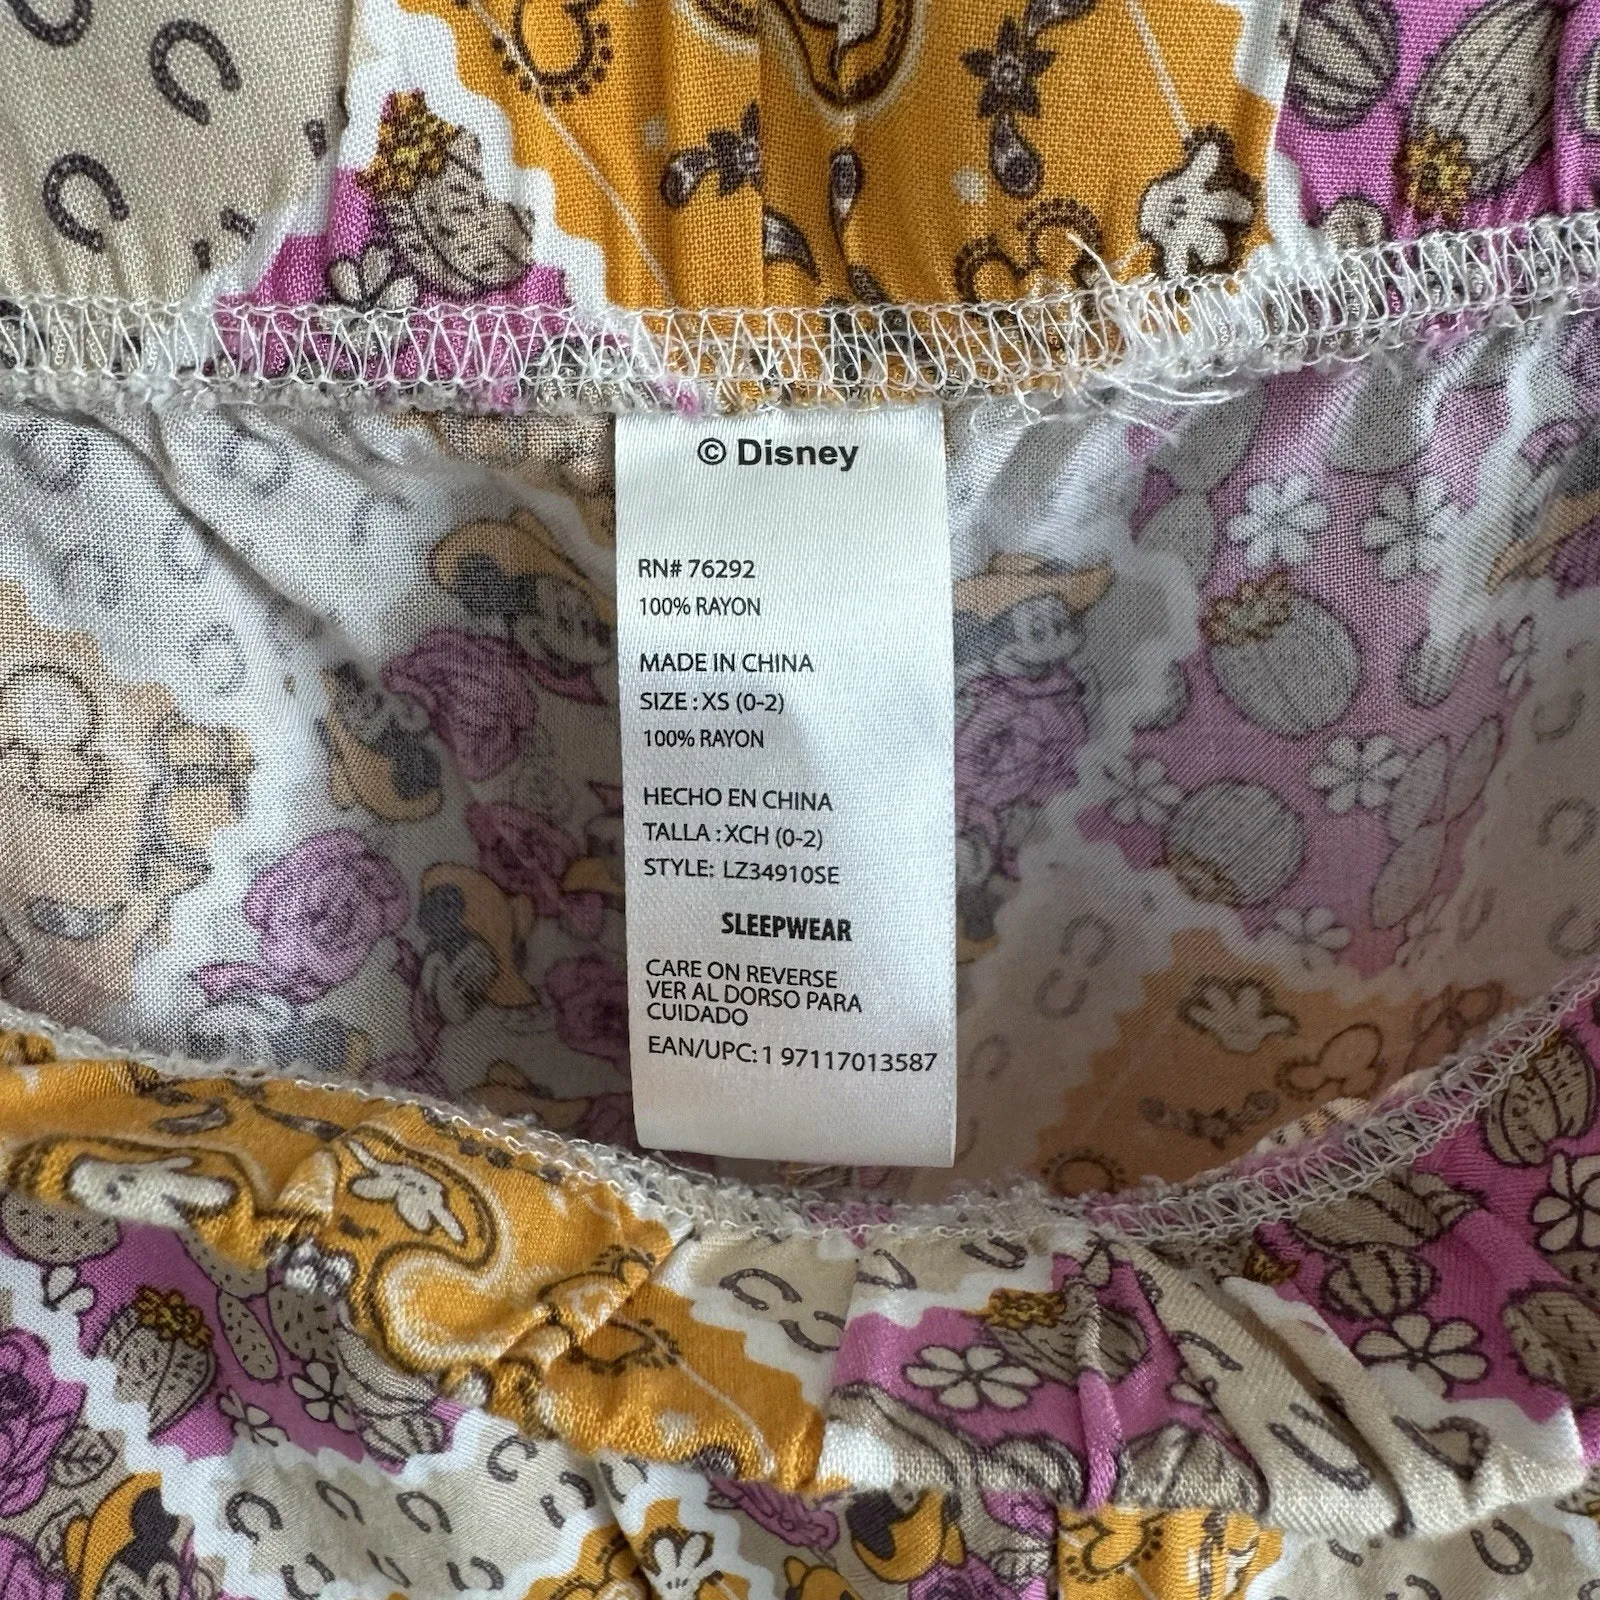 © Disney
RN# 76292
100% RAYON
MADE IN CHINA
SIZE : XS (0-2)
100% RAYON
HECHO EN CHINA
TALLA : XCH (0-2)
STYLE: LZ34910SE
SLEEPWEAR
CARE ON REVERSE
VER AL DORSO PARA
CUIDADO
EAN/UPC: 1 97117013587